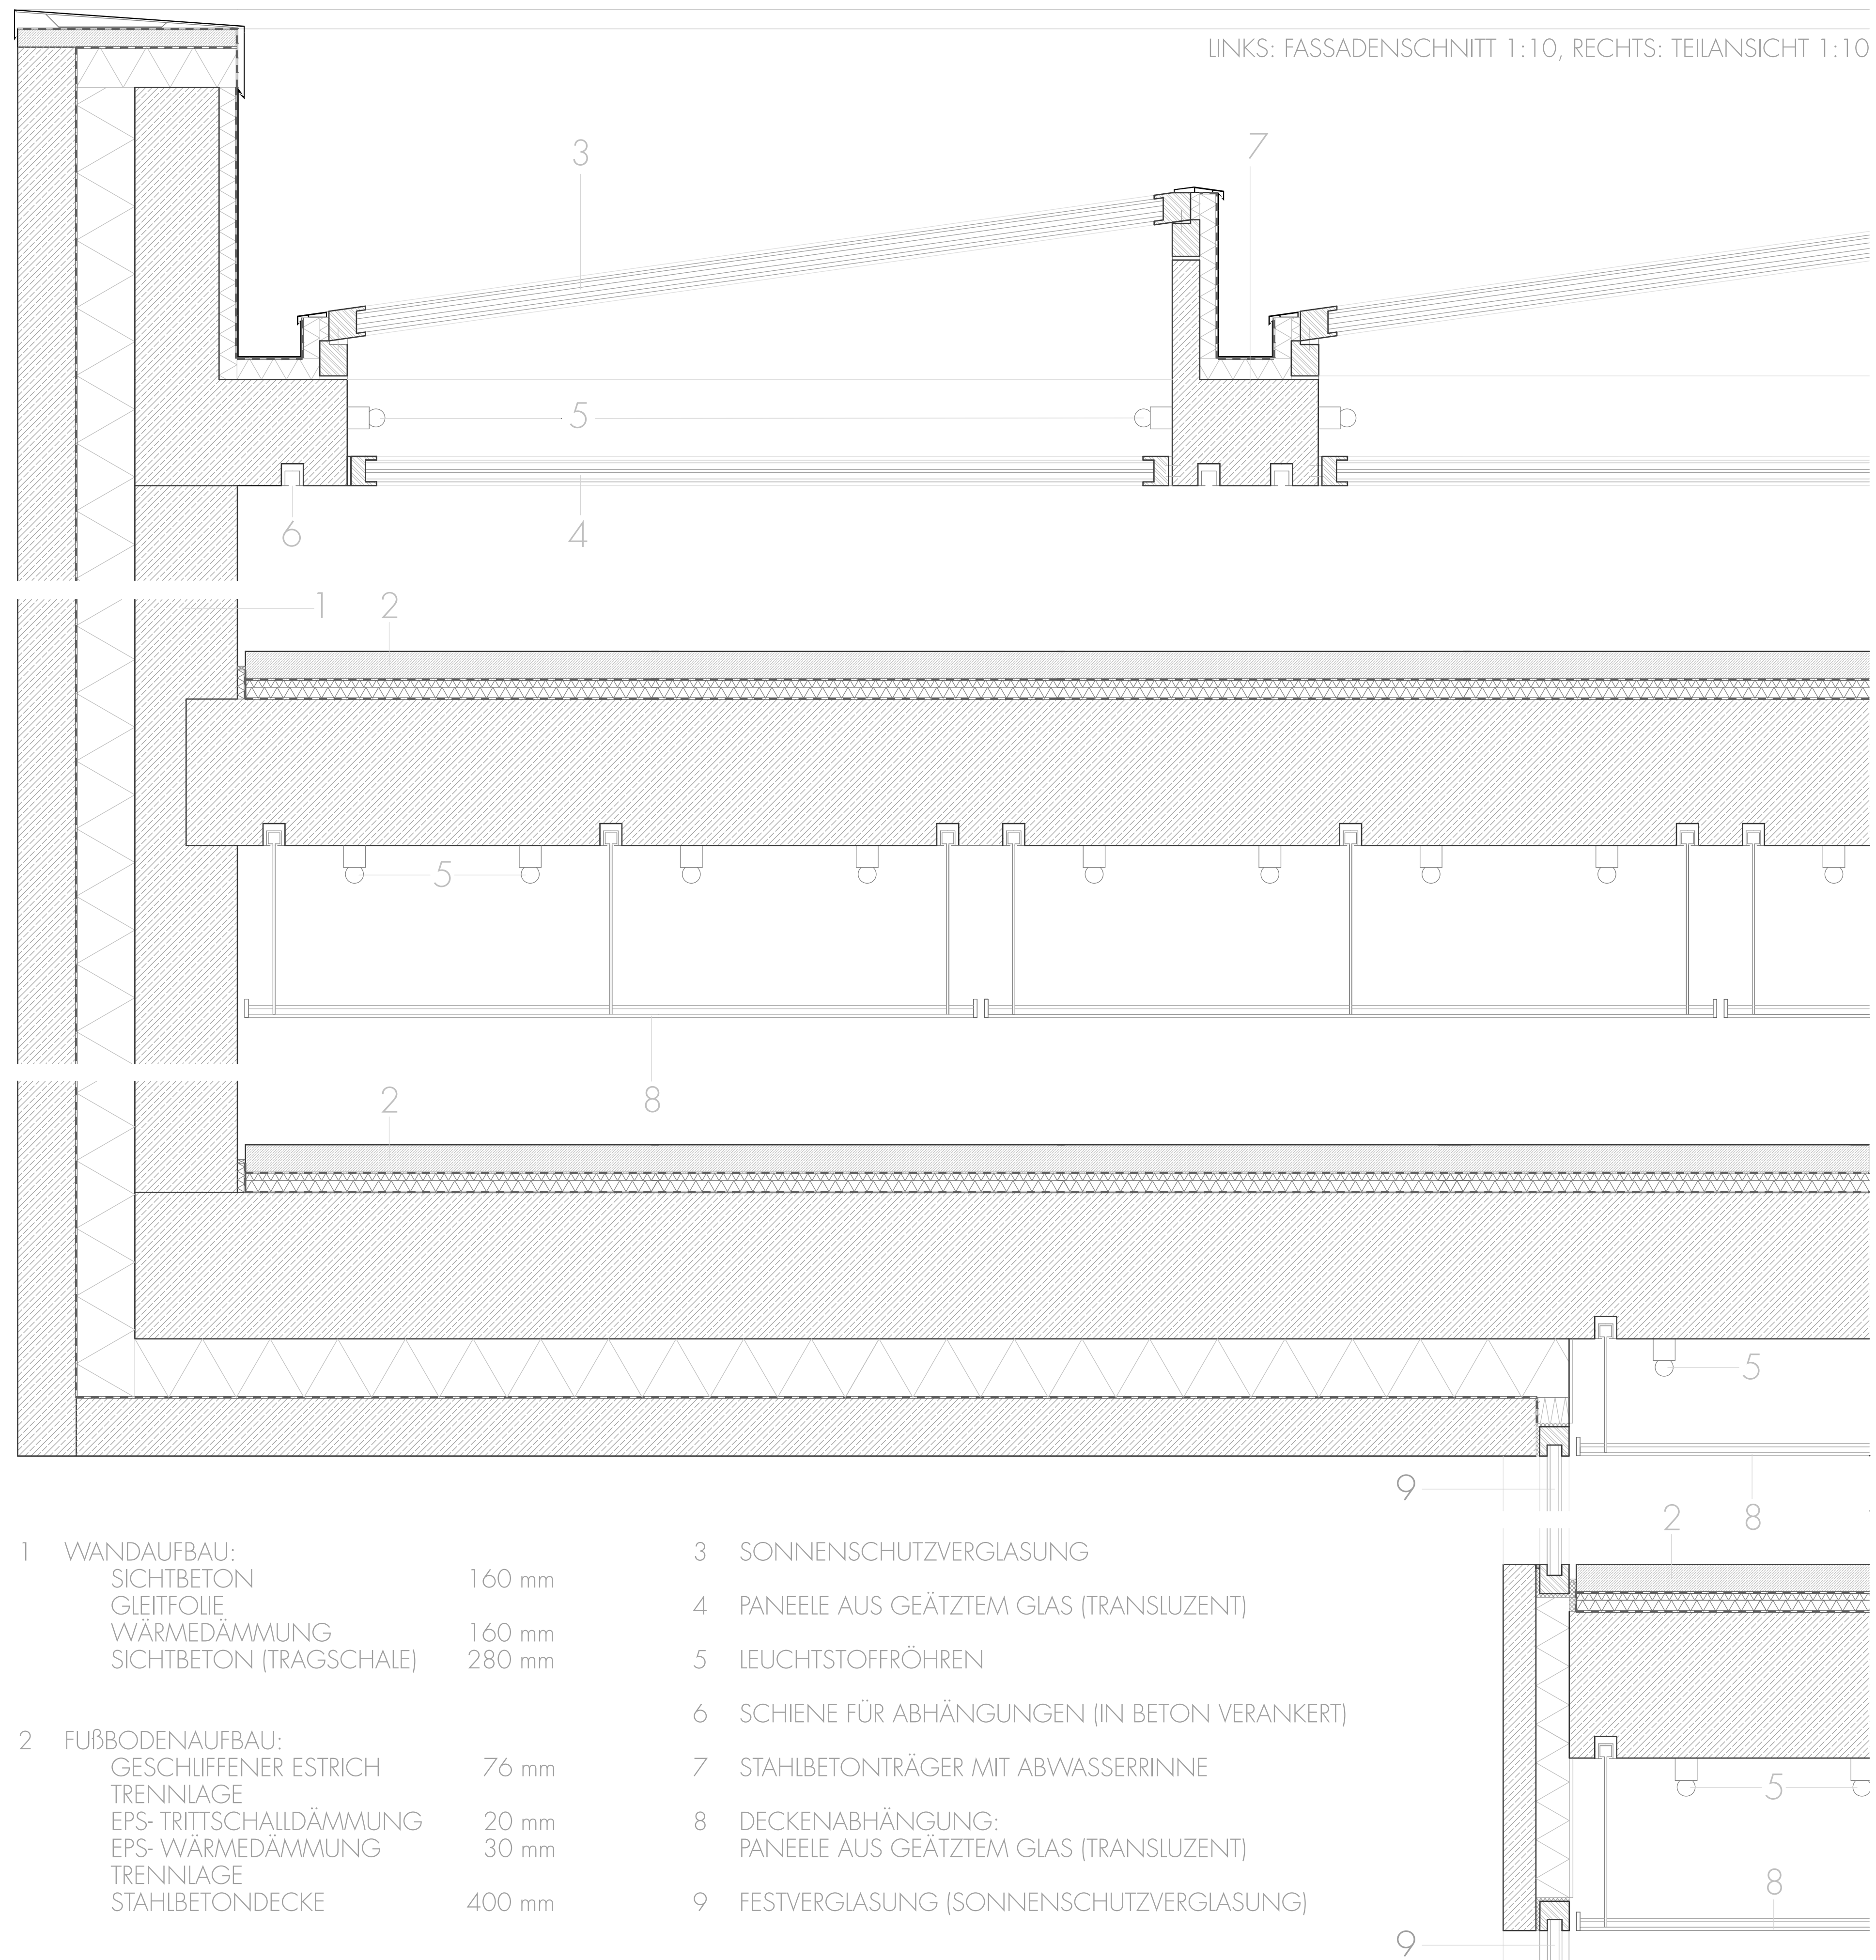 LINKS: FASSADENSCHNITT 1:10, RECHTS: TEILANSICHT 1:10
3
7
5
6
4
1
2
5
2
8
5
9
2
8
5
8
9
1 WANDAUFBAU:
SICHTBETON 160 mm
GLEITFOLIE
WÄRMEDÄMMUNG 160 mm
SICHTBETON (TRAGSCHALE) 280 mm
2 FUßBODENAUFBAU:
GESCHLIFFENER ESTRICH 76 mm
TRENNLAGE
EPS- TRITTSCHALLDÄMMUNG 20 mm
EPS- WÄRMEDÄMMUNG 30 mm
TRENNLAGE
STAHLBETONDECKE 400 mm
3 SONNENSCHUTZVERGLASUNG
4 PANEELE AUS GEÄTZTEM GLAS (TRANSLUZENT)
5 LEUCHTSTOFFRÖHREN
6 SCHIENE FÜR ABHÄNGUNGEN (IN BETON VERANKERT)
7 STAHLBETONTRÄGER MIT ABWASSERRINNE
8 DECKENABHÄNGUNG:
PANEELE AUS GEÄTZTEM GLAS (TRANSLUZENT)
9 FESTVERGLASUNG (SONNENSCHUTZVERGLASUNG)